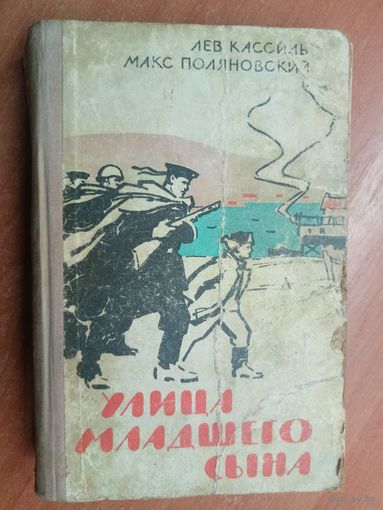 ЛЕВ КАССИЛЬ
МАКС ПОЛЯНОВСКИЙ
УЛИЦА
МЛАДШЕГО
СЫНА